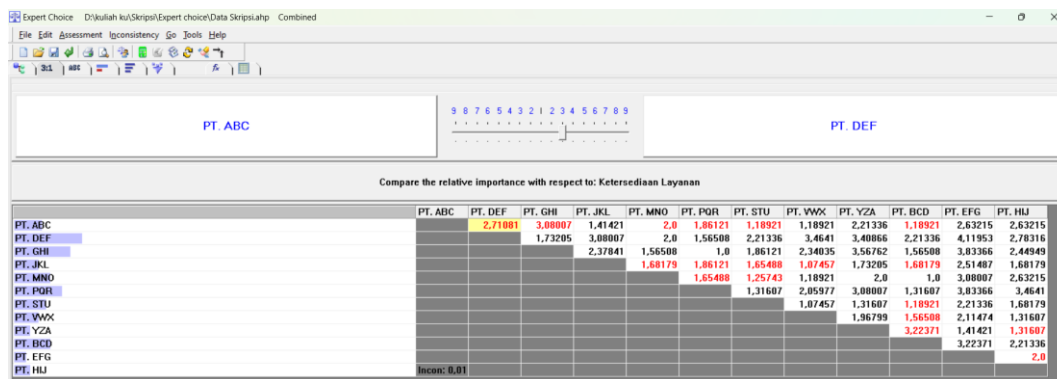 Expert Choice D:\kuliah ku\Skripsi\Expert choice\Data Skripsi.ahp Combined
File Edit Assessment Inconsistency Go Tools Help
3:1 ABC fx
9 8 7 6 5 4 3 2 1 2 3 4 5 6 7 8 9
PT. ABC PT. DEF
Compare the relative importance with respect to: Ketersediaan Layanan
PT. ABC PT. DEF PT. GHI PT. JKL PT. MNO PT. PQR PT. STU PT. VWX PT. YZA PT. BCD PT. EFG PT. HIJ
PT. ABC 2,71081 3,08007 1,41421 2,0 1,86121 1,18921 1,18921 2,21336 1,18921 2,63215 2,63215
PT. DEF 1,73205 3,08007 2,0 1,56508 2,21336 3,4641 3,40866 2,21336 4,11953 2,78316
PT. GHI 2,37841 1,56508 1,0 1,86121 2,34035 3,56762 1,56508 3,83366 2,44949
PT. JKL 1,68179 1,86121 1,65488 1,07457 1,73205 1,68179 2,51487 1,68179
PT. MNO 1,65488 1,25743 1,18921 2,0 1,0 3,08007 2,63215
PT. PQR 1,31607 2,05977 3,08007 1,31607 3,83366 3,4641
PT. STU 1,07457 1,31607 1,18921 2,21336 1,68179
PT. VWX 1,96799 1,56508 2,11474 1,31607
PT. YZA 3,22371 1,41421 1,31607
PT. BCD 3,22371 2,21336
PT. EFG 2,0
PT. HIJ Incon: 0,01